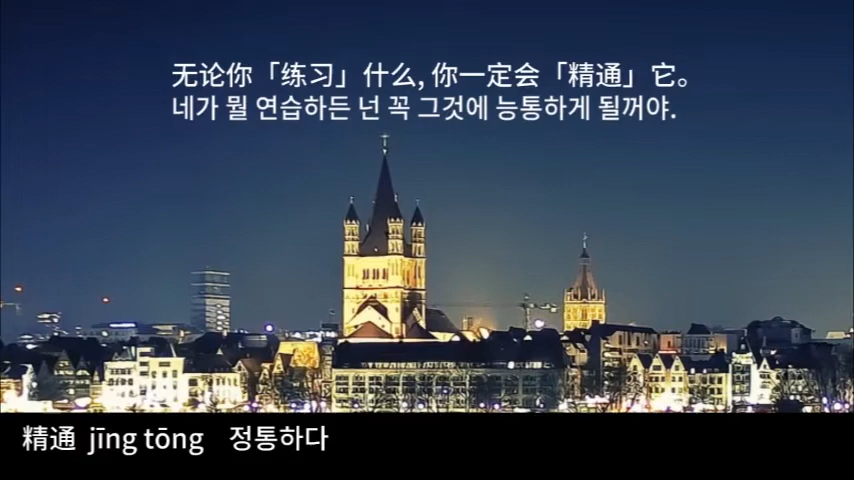 无论你「练习」什么, 你一定会「精通」它。
네가 뭘 연습하든 넌 꼭 그것에 능통하게 될꺼야.
精通 jīng tōng 정통하다